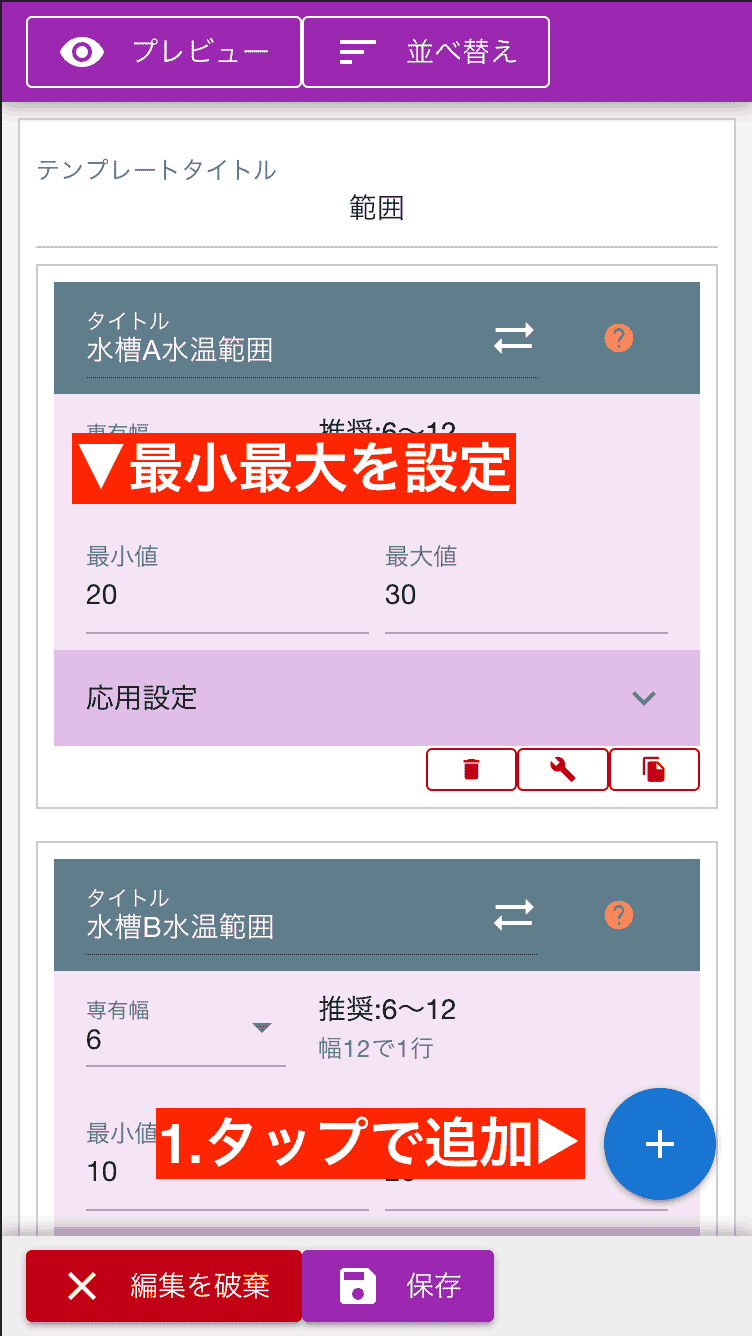 プレビュー
並べ替え
テンプレートタイトル
範囲
タイトル
水槽A水温範囲
?
専有幅
推奨:6〜12
▼最小最大を設定
最小値
最大値
20
30
応用設定
タイトル
水槽B水温範囲
?
専有幅
推奨:6〜12
6
幅12で1行
最小値
1.タップで追加▶
+
10
編集を破棄
保存